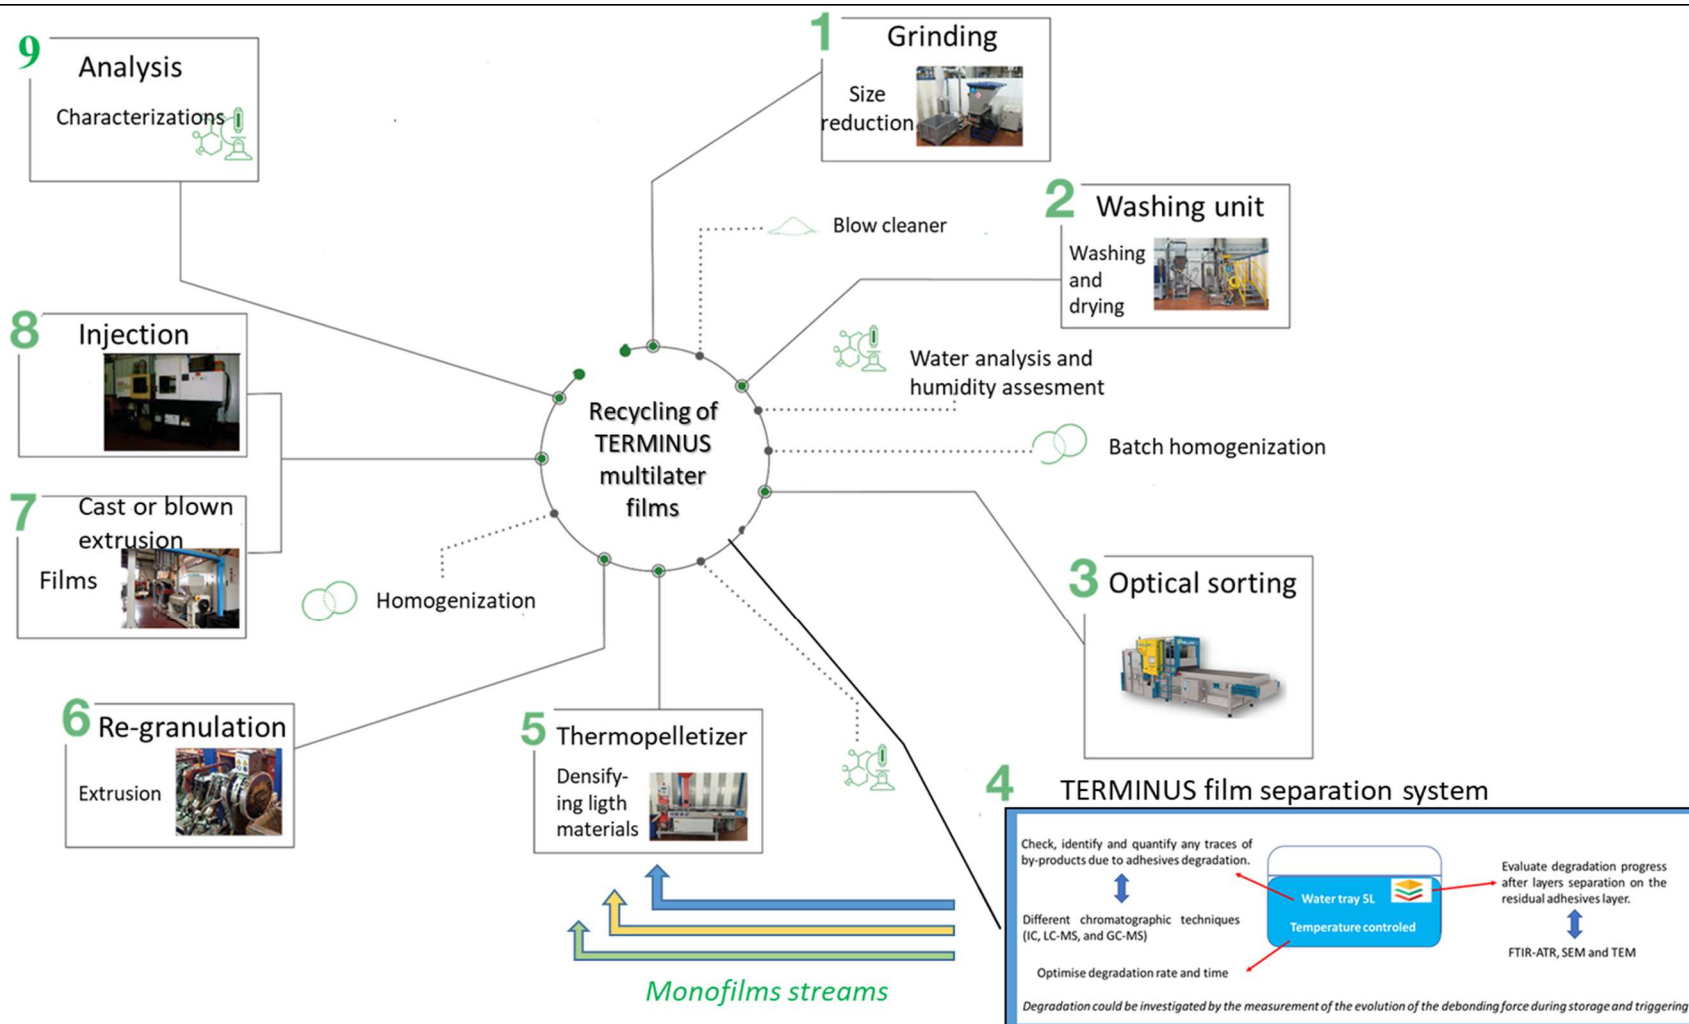 1
Grinding
Size
reduction
Blow cleaner
2
Washing unit
Washing
and
drying
Water analysis and
humidity assesment
Batch homogenization
3
Optical sorting
4
TERMINUS film separation system
Check, identify and quantify any traces of
by-products due to adhesives degradation.
Different chromatographic techniques
(IC, LC-MS, and GC-MS)
Optimise degradation rate and time
Water tray 5L
Temperature controled
Evaluate degradation progress
after layers separation on the
residual adhesives layer.
FTIR-ATR, SEM and TEM
Degradation could be investigated by the measurement of the evolution of the debonding force during storage and triggering
5
Thermopelletizer
Densify-
ing ligth
materials
Monofilms streams
6
Re-granulation
Extrusion
Homogenization
7
Cast or blown
extrusion
Films
8
Injection
9
Analysis
Characterizations
Recycling of
TERMINUS
multilater
films